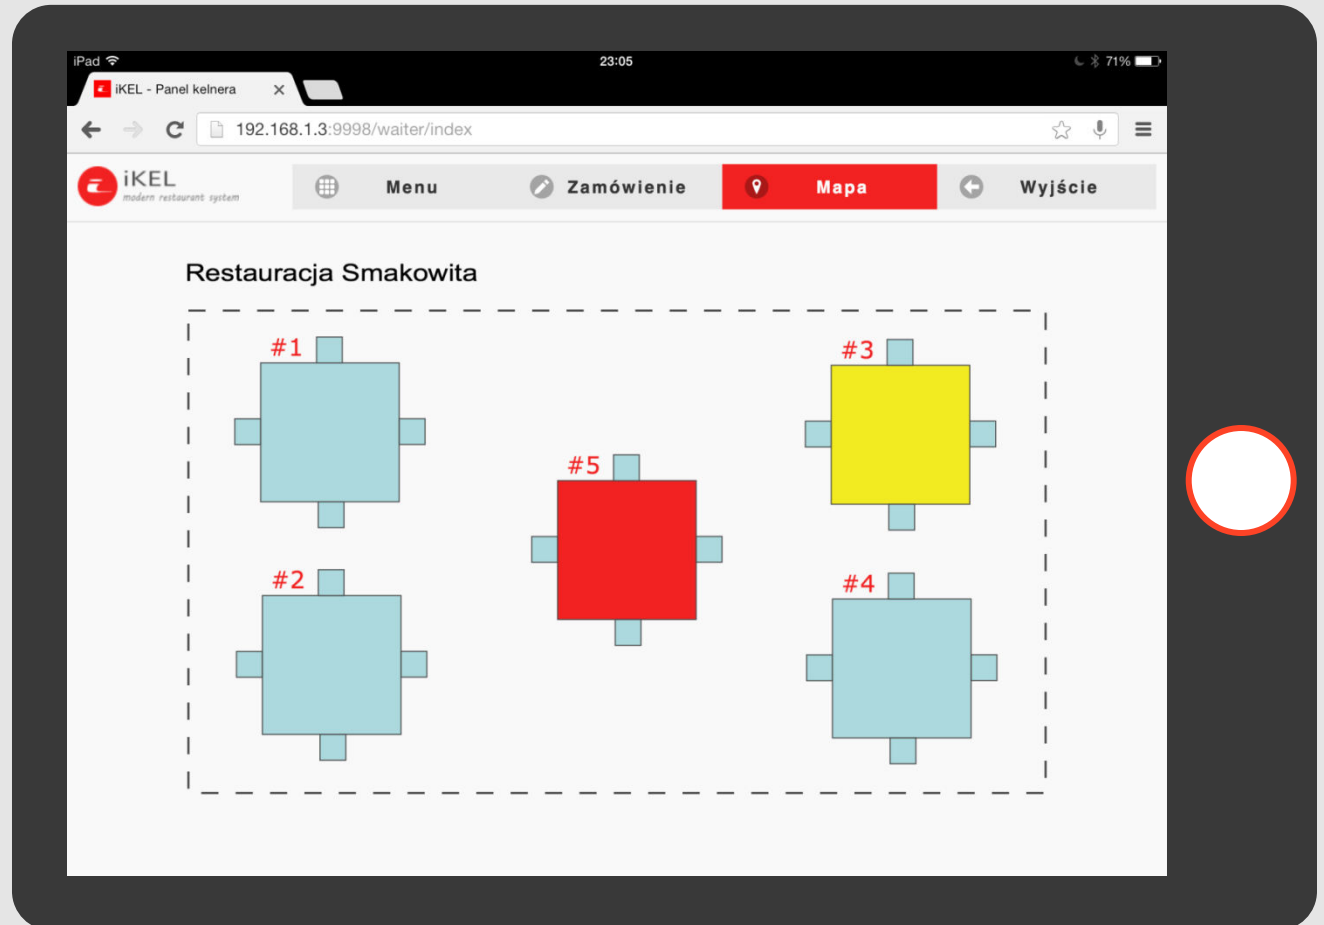 iPad 23:05 71%
iKEL - Panel kelnera
192.168.1.3:9998/waiter/index
iKEL
modern restaurant system
Menu Zamówienie Mapa Wyjście
Restauracja Smakowita
#1 #3
#5
#2 #4